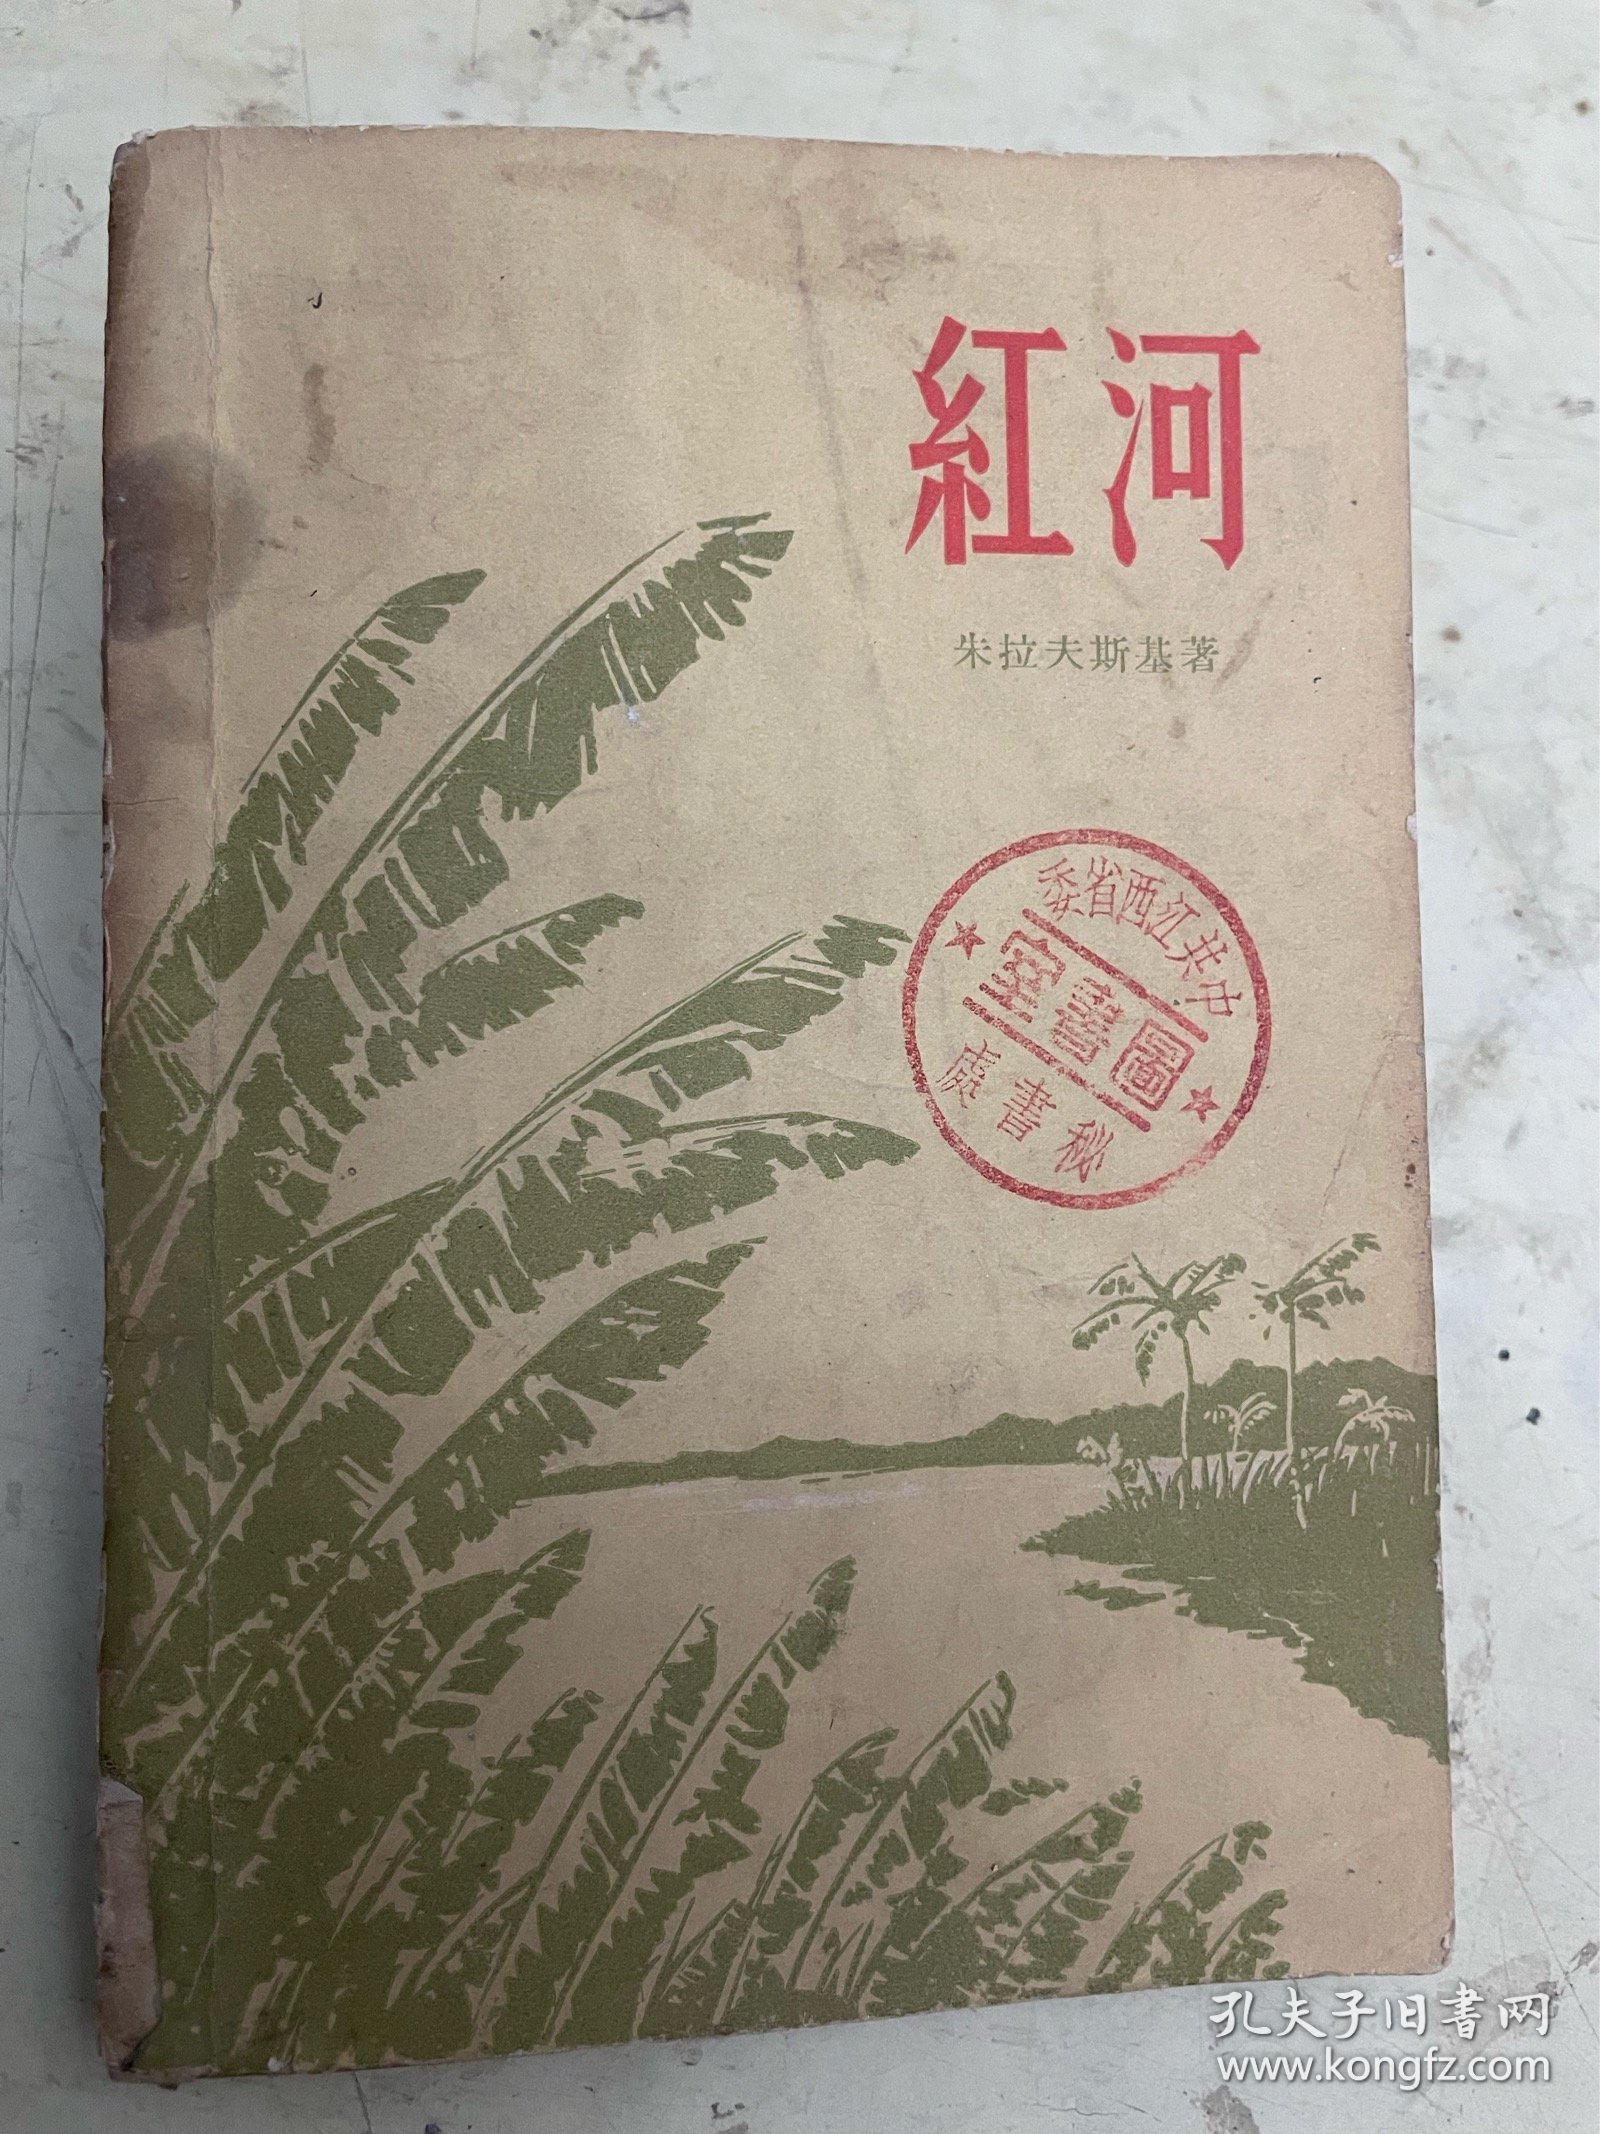 紅河
朱拉夫斯基著
中共江西省委
圖書室
秘書處
孔夫子旧書网
www.kongfz.com